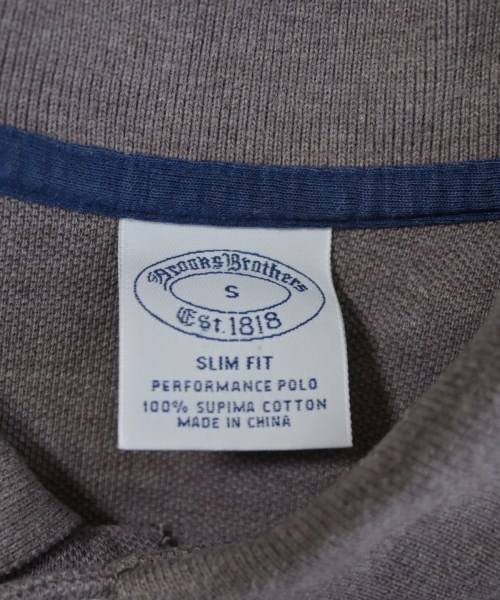 Brooks Brothers
S
Est. 1818
SLIM FIT
PERFORMANCE POLO
100% SUPIMA COTTON
MADE IN CHINA